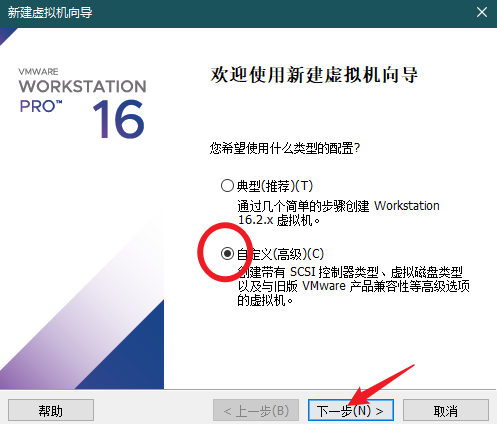 新建虚拟机向导
VMWARE
WORKSTATION
PRO™ 16
欢迎使用新建虚拟机向导
您希望使用什么类型的配置?
典型(推荐)(T)
通过几个简单的步骤创建 Workstation
16.2.x 虚拟机。
自定义(高级)(C)
创建带有 SCSI 控制器类型、虚拟磁盘类型
以及与旧版 VMware 产品兼容性等高级选项
的虚拟机。
帮助
< 上一步(B)
下一步(N) >
取消